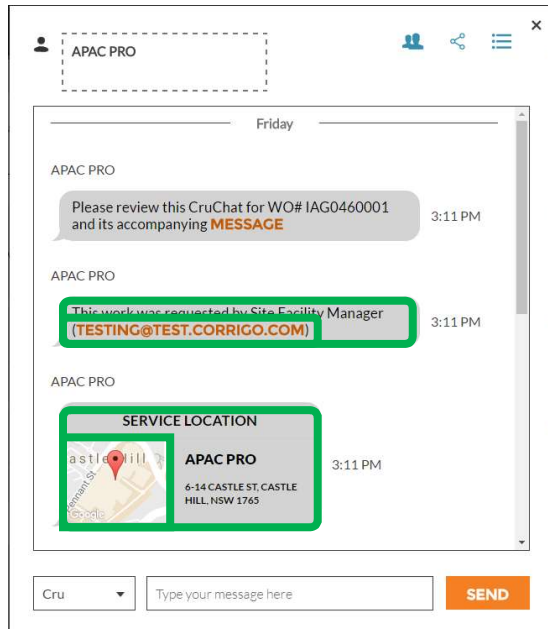 APAC PRO
Friday
APAC PRO
Please review this CruChat for WO# IAG0460001
and its accompanying MESSAGE
3:11 PM
APAC PRO
This work was requested by Site Facility Manager
(TESTING@TEST.CORRIGO.COM)
3:11 PM
APAC PRO
SERVICE LOCATION
astle Hill
nnant St
Google
APAC PRO
6-14 CASTLE ST, CASTLE
HILL, NSW 1765
3:11 PM
Cru
Type your message here
SEND